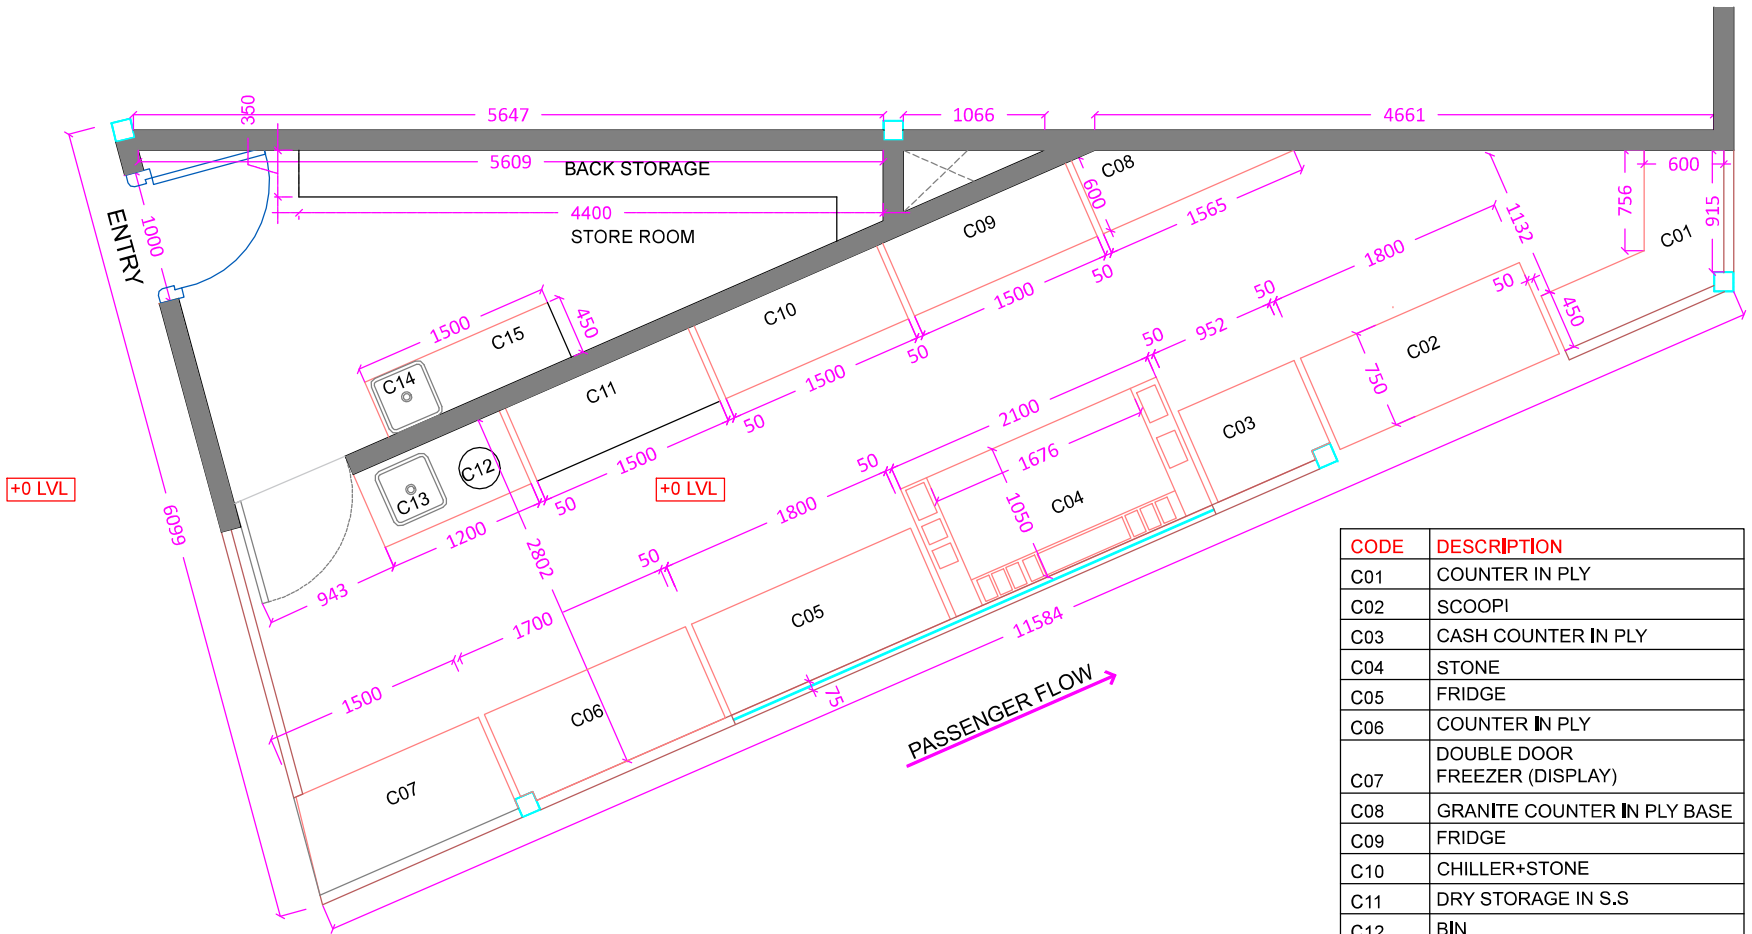 5647
1066
4661
350
5609
BACK STORAGE
4400
STORE ROOM
ENTRY
1000
C08
600
600
756
915
C01
C09
1565
1132
1800
50
1500
50
450
C15
1500
450
C10
1500
50
50
952
50
C02
750
C14
C11
1500
50
2100
C03
C13
C12
1200
50
+0 LVL
+0 LVL
50
1676
C04
1050
1800
6099
943
2802
50
1700
C05
11584
1500
C06
75
PASSENGER FLOW
C07
CODE DESCRIPTION
C01 COUNTER IN PLY
C02 SCOOPI
C03 CASH COUNTER IN PLY
C04 STONE
C05 FRIDGE
C06 COUNTER IN PLY
C07 DOUBLE DOOR
FREEZER (DISPLAY)
C08 GRANITE COUNTER IN PLY BASE
C09 FRIDGE
C10 CHILLER+STONE
C11 DRY STORAGE IN S.S
C12 BIN